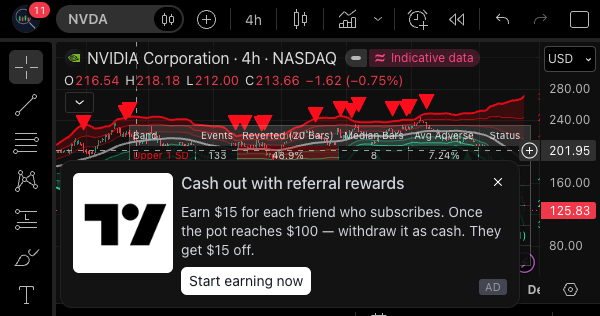 11
NVDA
4h
NVIDIA Corporation · 4h · NASDAQ
Indicative data
USD
O216.54 H218.18 L212.00 C213.66 −1.62 (−0.75%)
280.00
240.00
Band Events Reverted (20 Bars) Median Bars Avg Adverse Status
Upper 1 SD 133 48.9% 8 7.24%
201.95
160.00
125.83
80.00
Cash out with referral rewards
Earn $15 for each friend who subscribes. Once
the pot reaches $100 — withdraw it as cash. They
get $15 off.
Start earning now
AD